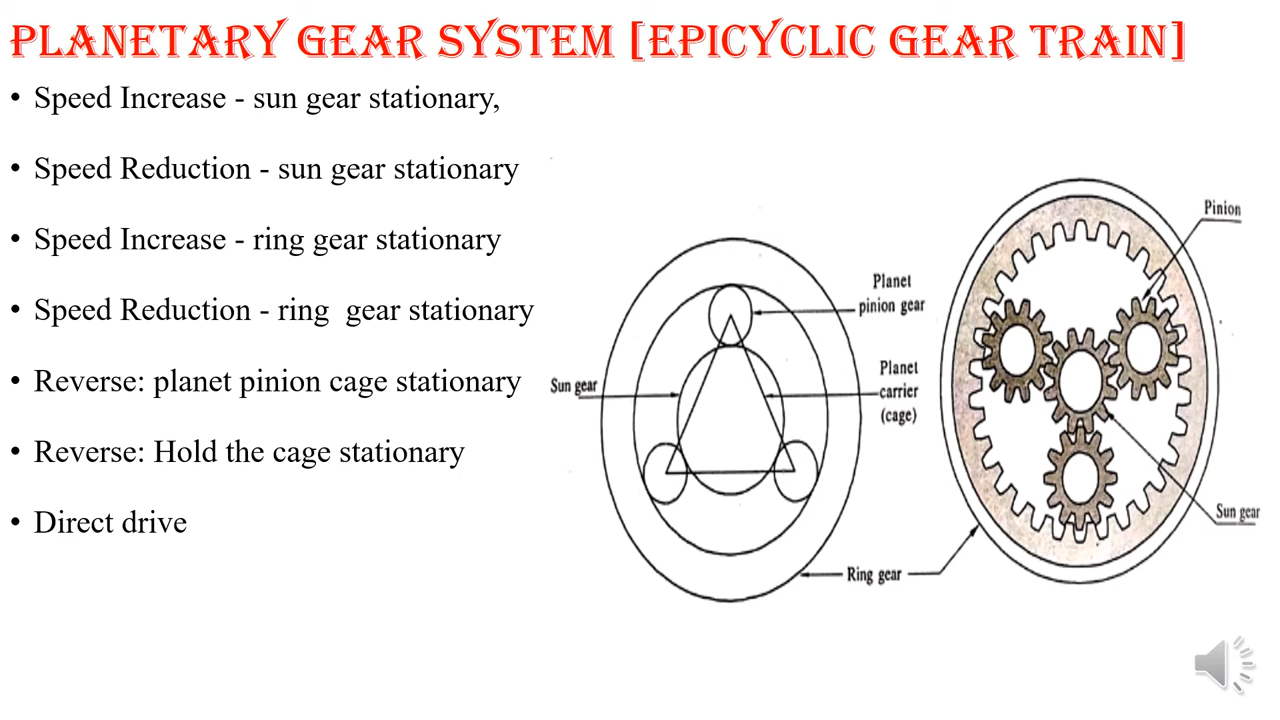 PLANETARY GEAR SYSTEM [EPICYCLIC GEAR TRAIN]
• Speed Increase - sun gear stationary,
• Speed Reduction - sun gear stationary
• Speed Increase - ring gear stationary
• Speed Reduction - ring  gear stationary
• Reverse: planet pinion cage stationary
• Reverse: Hold the cage stationary
• Direct drive
Planet
pinion gear
Sun gear
Planet
carrier
(cage)
Ring gear
Pinion
Sun gear